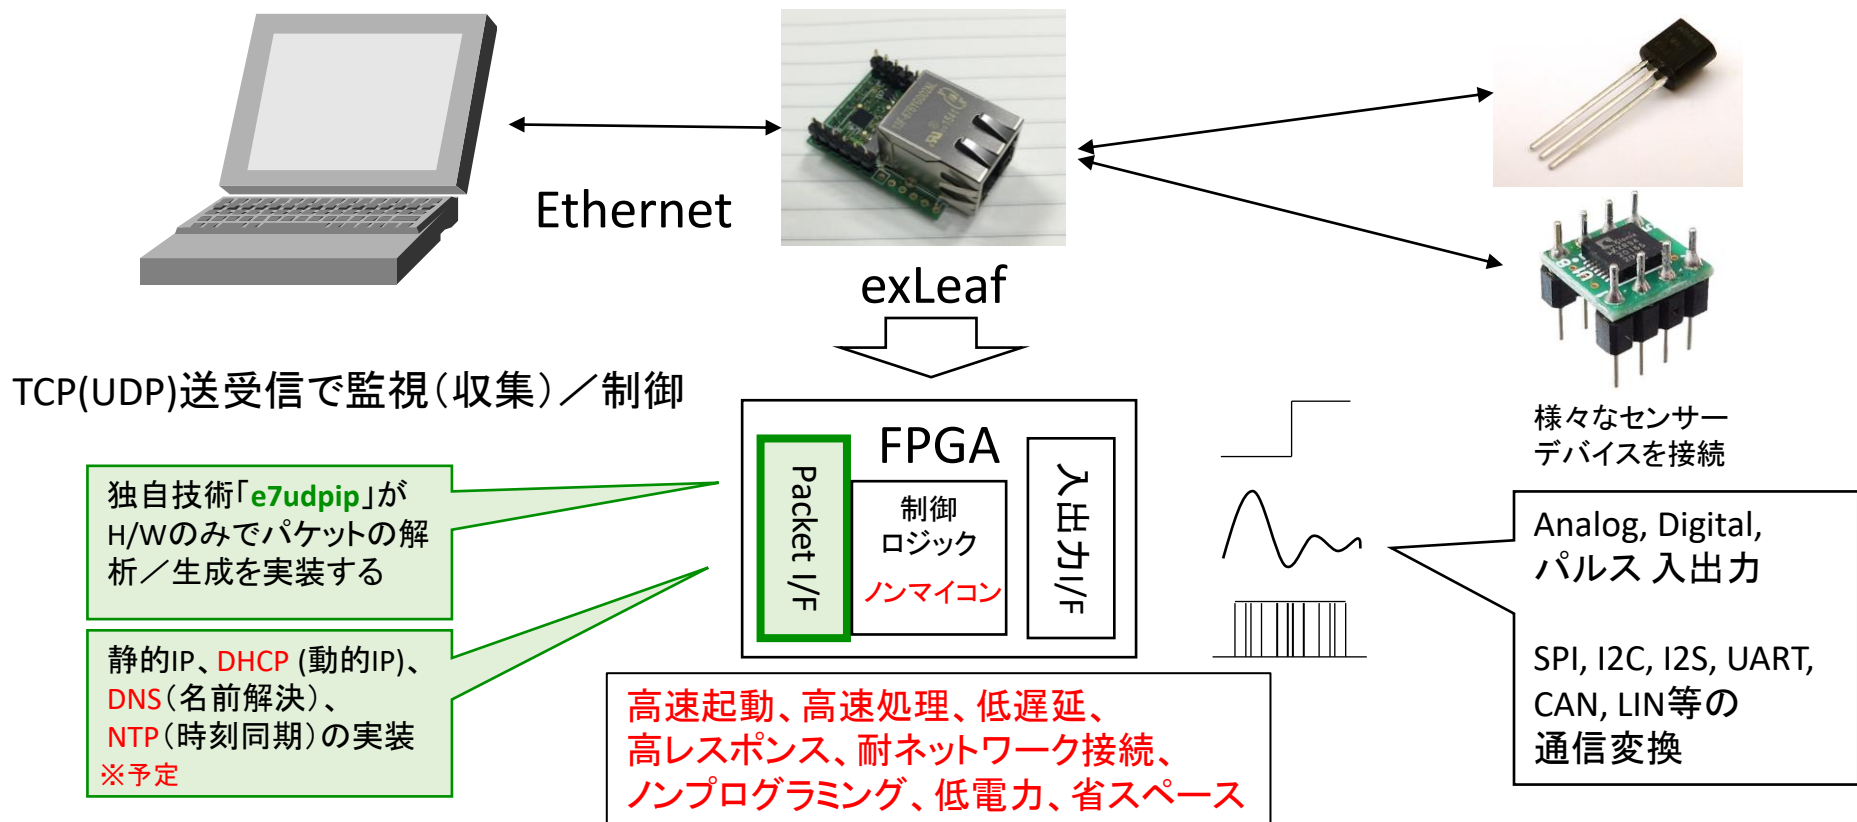 Ethernet
exLeaf
TCP(UDP)送受信で監視(収集)／制御
様々なセンサー
デバイスを接続
FPGA
Packet I/F
制御
ロジック
ノンマイコン
入出力I/F
独自技術「e7udpip」が
H/Wのみでパケットの解
析／生成を実装する
静的IP、DHCP (動的IP)、
DNS(名前解決)、
NTP(時刻同期)の実装
※予定
高速起動、高速処理、低遅延、
高レスポンス、耐ネットワーク接続、
ノンプログラミング、低電力、省スペース
Analog, Digital,
パルス 入出力
SPI, I2C, I2S, UART,
CAN, LIN等の
通信変換